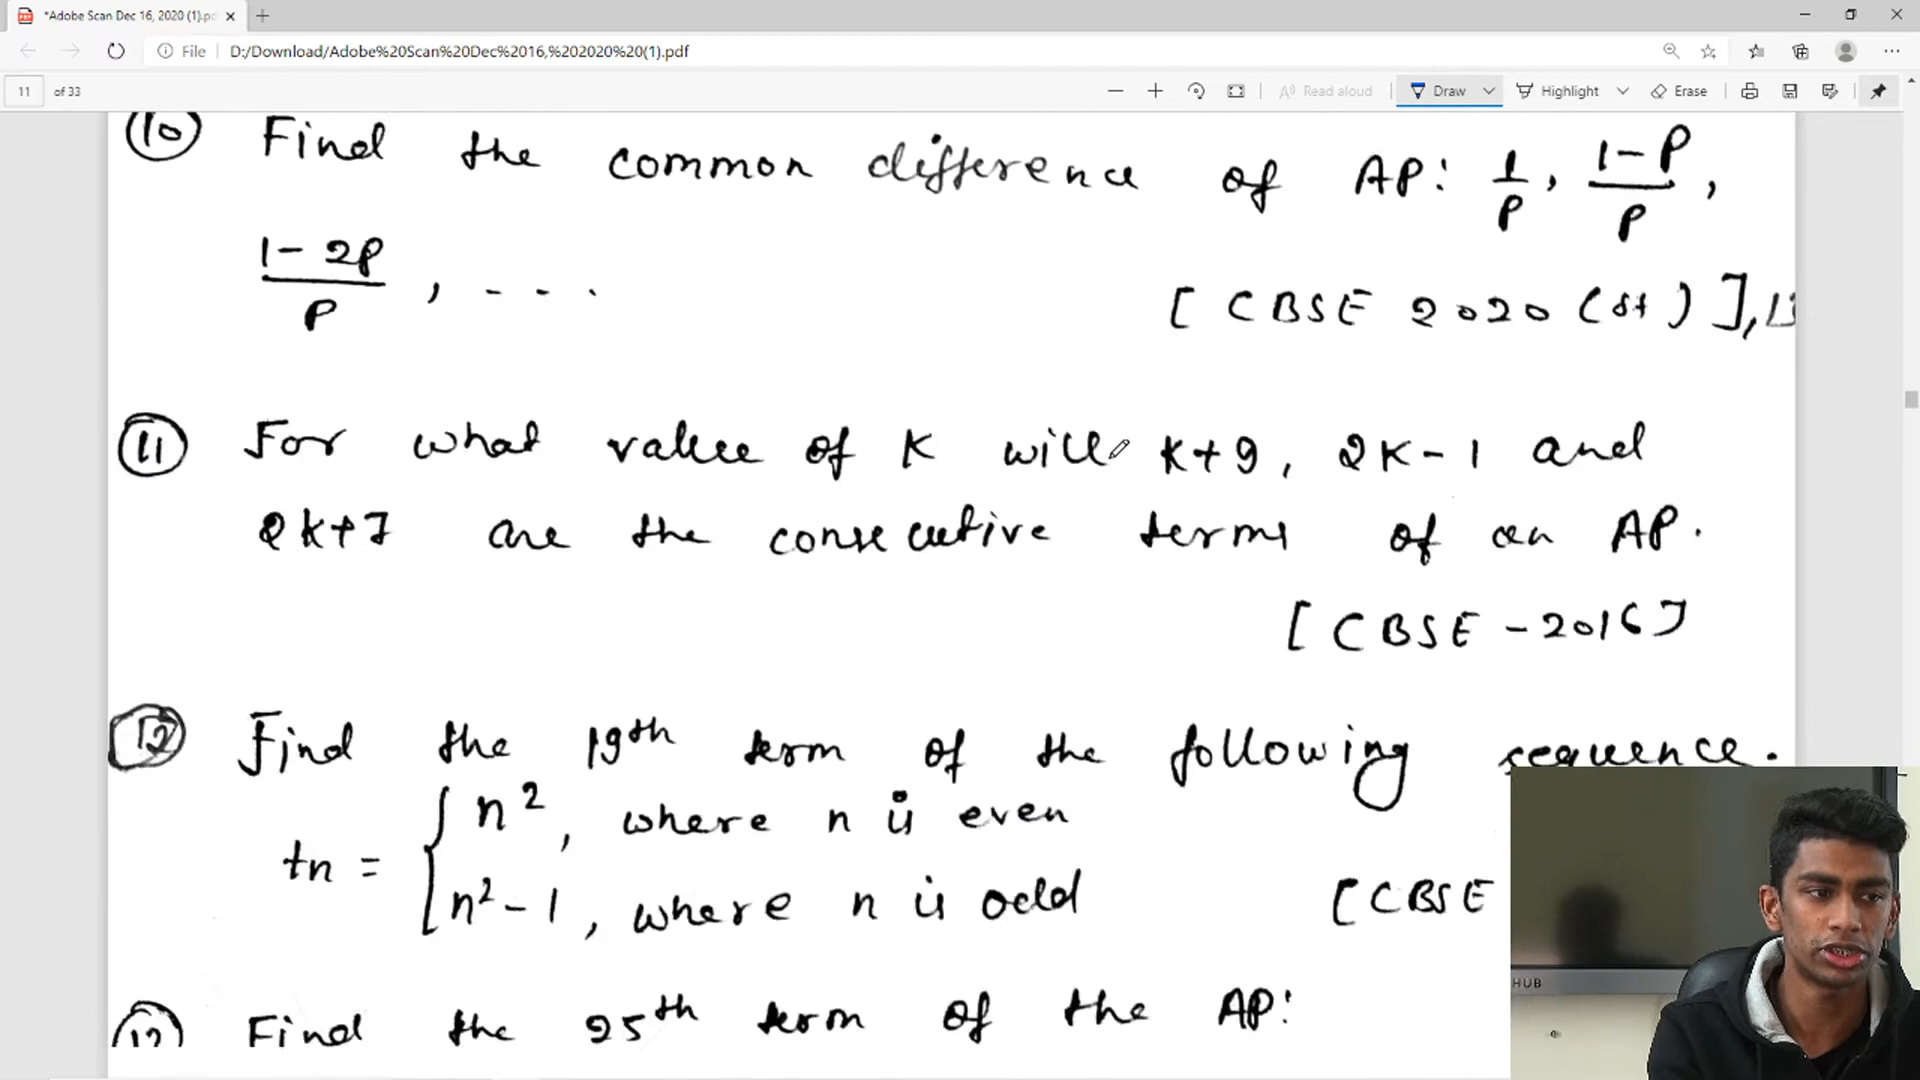 *Adobe Scan Dec 16, 2020 (1).pd
File D:/Download/Adobe%20Scan%20Dec%2016,%202020%20(1).pdf
11 of 33 Read aloud Draw Highlight Erase
(10) Find the common difference of AP: 1/P, (1-P)/P,
(1-2P)/P, - - ..
[CBSE 2020 (st)],
(11) For what value of K will K+9, 2K-1 and
2K+7 are the consecutive terms of an AP.
[CBSE -2016]
(12) Find the 19th term of the following sequence.
tn = { n², where n is even
n²-1, where n is odd [CBSE
Find the 25th term of the AP:
HUB